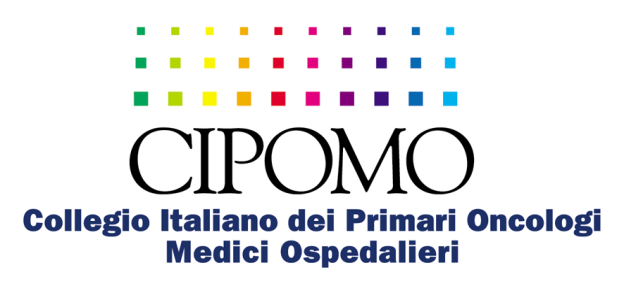 CIPOMO
Collegio Italiano dei Primari Oncologi
Medici Ospedalieri